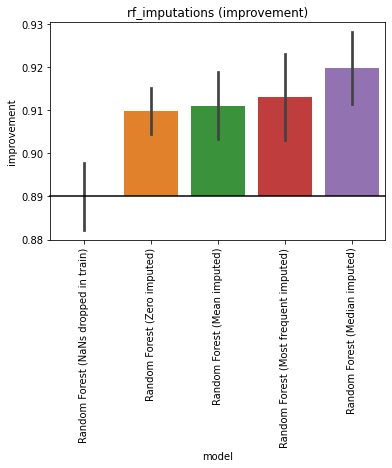 rf_imputations (improvement)
0.93
0.92
0.91
0.90
0.89
0.88
improvement
Random Forest (NaNs dropped in train)
Random Forest (Zero imputed)
Random Forest (Mean imputed)
Random Forest (Most frequent imputed)
Random Forest (Median imputed)
model